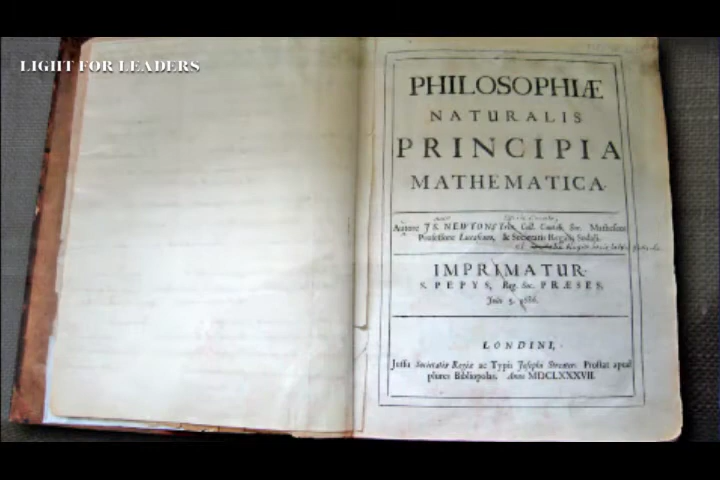 LIGHT FOR LEADERS
PHILOSOPHIÆ
NATURALIS
PRINCIPIA
MATHEMATICA.
Autore JS. NEWTON, Trin. Coll. Cantab. Soc. Matheseos
Professore Lucasiano, & Societatis Regalis Sodali.
IMPRIMATUR.
S. PEPYS, Reg. Soc. PRÆSES.
Julii 5. 1686.
LONDINI,
Jussu Societatis Regiæ ac Typis Josephi Streater. Prostat apud
plures Bibliopolas. Anno MDCLXXXVII.